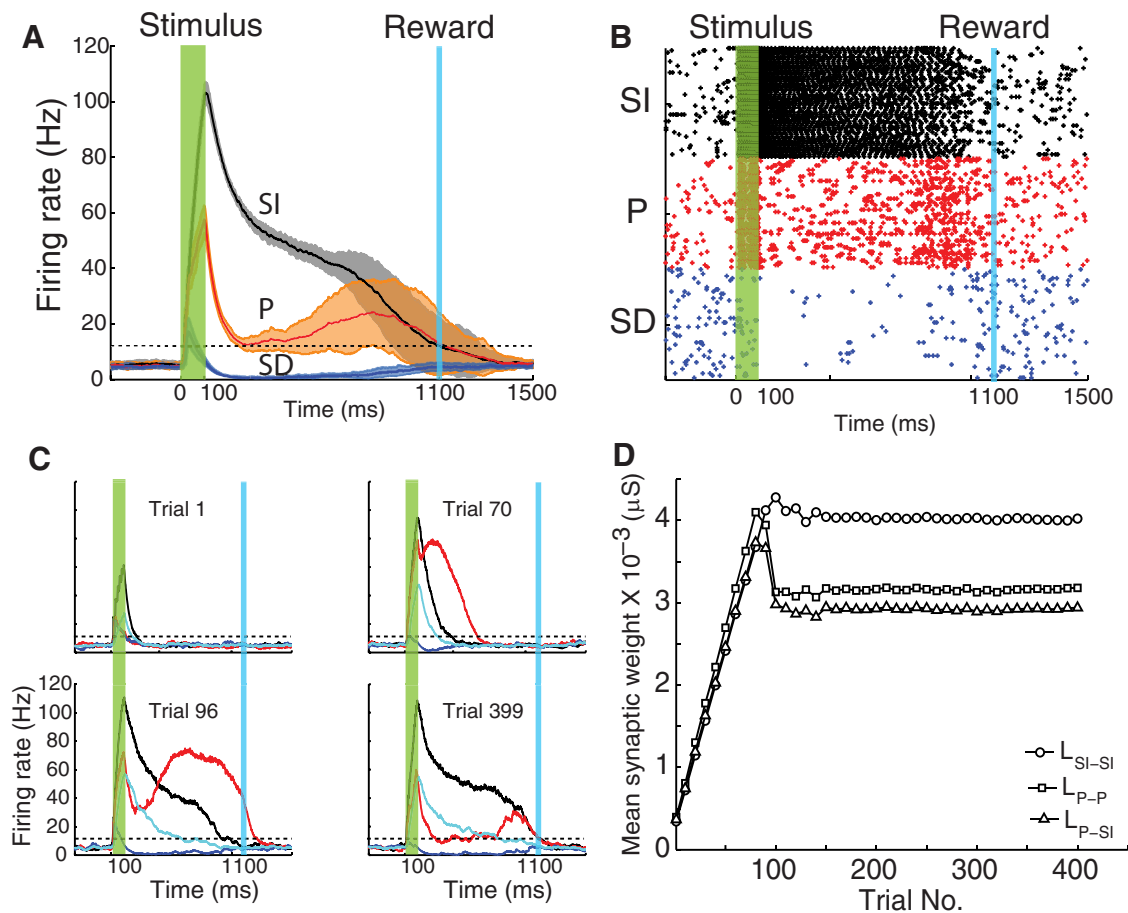 A
Stimulus
Reward
120
100
80
60
40
20
0
Firing rate (Hz)
SI
P
SD
0
100
1100
1500
Time (ms)
B
Stimulus
Reward
SI
P
SD
0
100
1100
1500
Time (ms)
C
Trial 1
Trial 70
Trial 96
Trial 399
120
100
80
60
40
20
0
Firing rate (Hz)
100
1100
Time (ms)
100
1100
Time (ms)
D
Mean synaptic weight X 10⁻³ (µS)
4
3
2
1
0
100
200
300
400
Trial No.
L SI–SI
L P–P
L P–SI